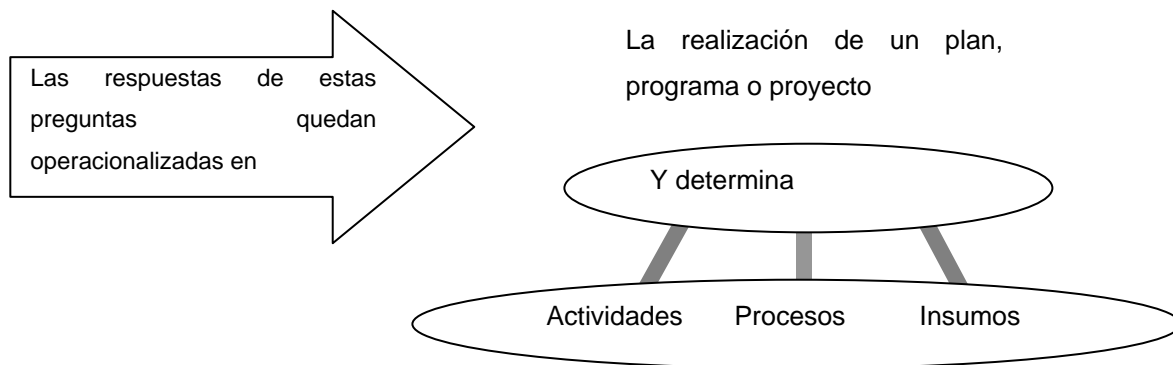 Las respuestas de estas
preguntas quedan
operacionalizadas en
La realización de un plan,
programa o proyecto
Y determina
Actividades Procesos Insumos